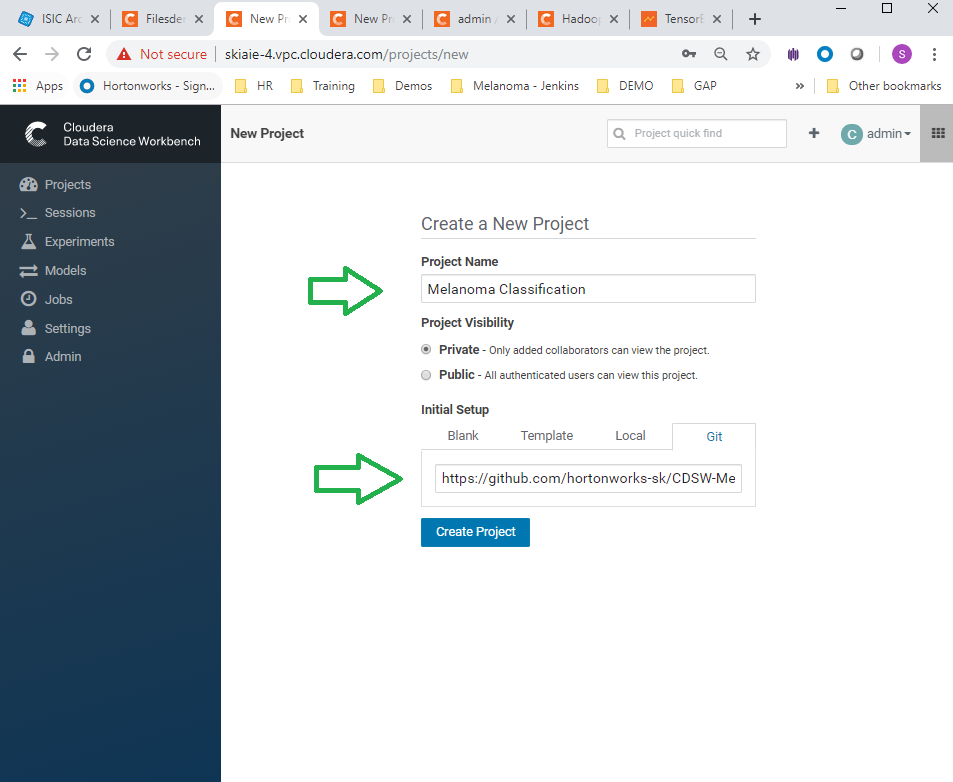 ISIC Arc
Filesder
New Pr
New Pr
admin /
Hadoop
TensorB
Not secure
skiaie-4.vpc.cloudera.com/projects/new
S
Apps
Hortonworks - Sign...
HR
Training
Demos
Melanoma - Jenkins
DEMO
GAP
»
Other bookmarks
Cloudera
Data Science Workbench
New Project
Project quick find
C
admin
Projects
Sessions
Experiments
Models
Jobs
Settings
Admin
Create a New Project
Project Name
Melanoma Classification
Project Visibility
Private - Only added collaborators can view the project.
Public - All authenticated users can view this project.
Initial Setup
Blank
Template
Local
Git
https://github.com/hortonworks-sk/CDSW-Me
Create Project